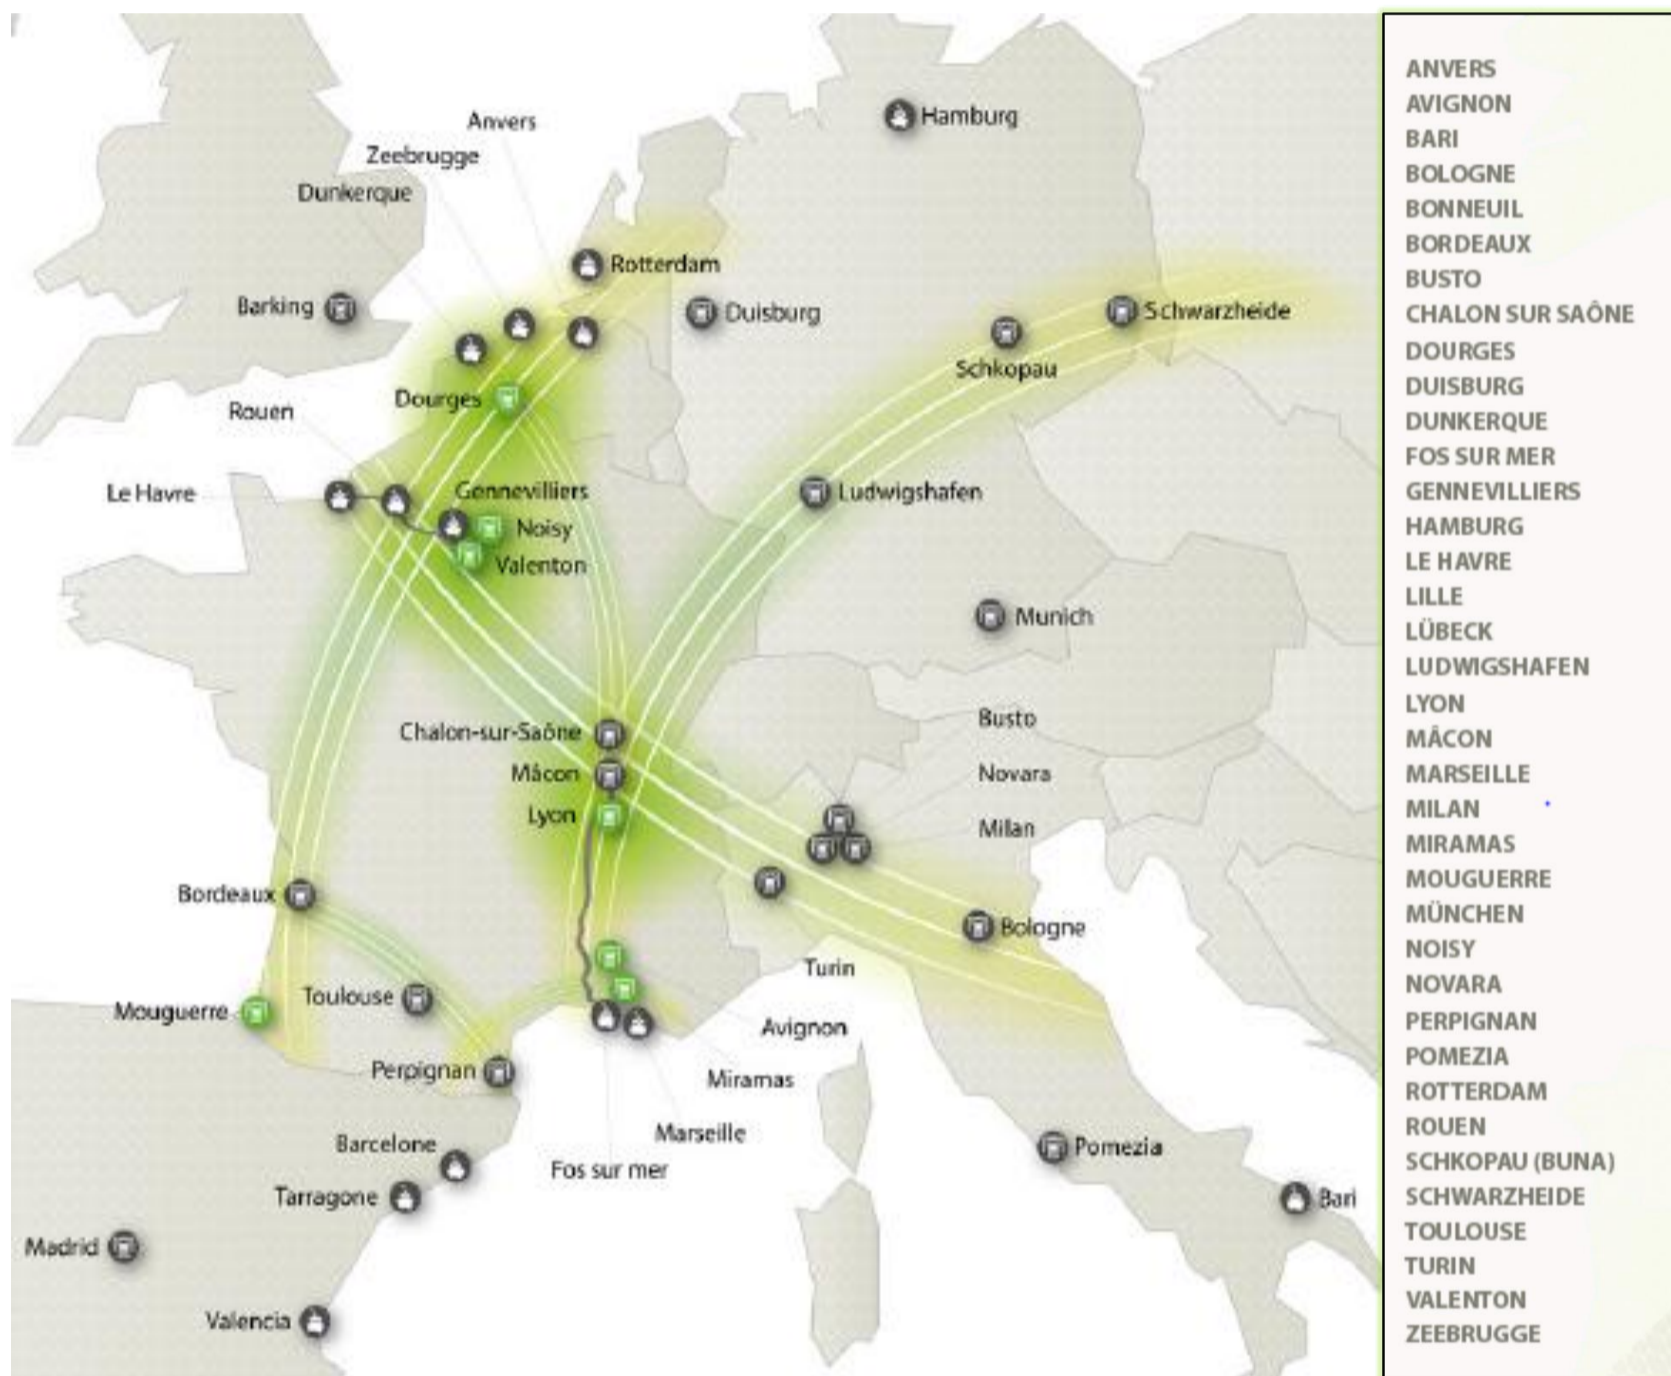 Anvers
Hamburg
Zeebrugge
Dunkerque
Rotterdam
Barking
Duisburg
Schwarzheide
Schkopau
Dourges
Rouen
Le Havre
Gennevilliers
Ludwigshafen
Noisy
Valenton
Munich
Busto
Chalon-sur-Saône
Mâcon
Novara
Lyon
Milan
Bordeaux
Bologne
Turin
Toulouse
Mouguerre
Avignon
Perpignan
Miramas
Marseille
Barcelone
Pomezia
Fos sur mer
Tarragone
Bari
Madrid
Valencia
ANVERS
AVIGNON
BARI
BOLOGNE
BONNEUIL
BORDEAUX
BUSTO
CHALON SUR SAÔNE
DOURGES
DUISBURG
DUNKERQUE
FOS SUR MER
GENNEVILLIERS
HAMBURG
LE HAVRE
LILLE
LÜBECK
LUDWIGSHAFEN
LYON
MÂCON
MARSEILLE
MILAN
MIRAMAS
MOUGUERRE
MÜNCHEN
NOISY
NOVARA
PERPIGNAN
POMEZIA
ROTTERDAM
ROUEN
SCHKOPAU (BUNA)
SCHWARZHEIDE
TOULOUSE
TURIN
VALENTON
ZEEBRUGGE